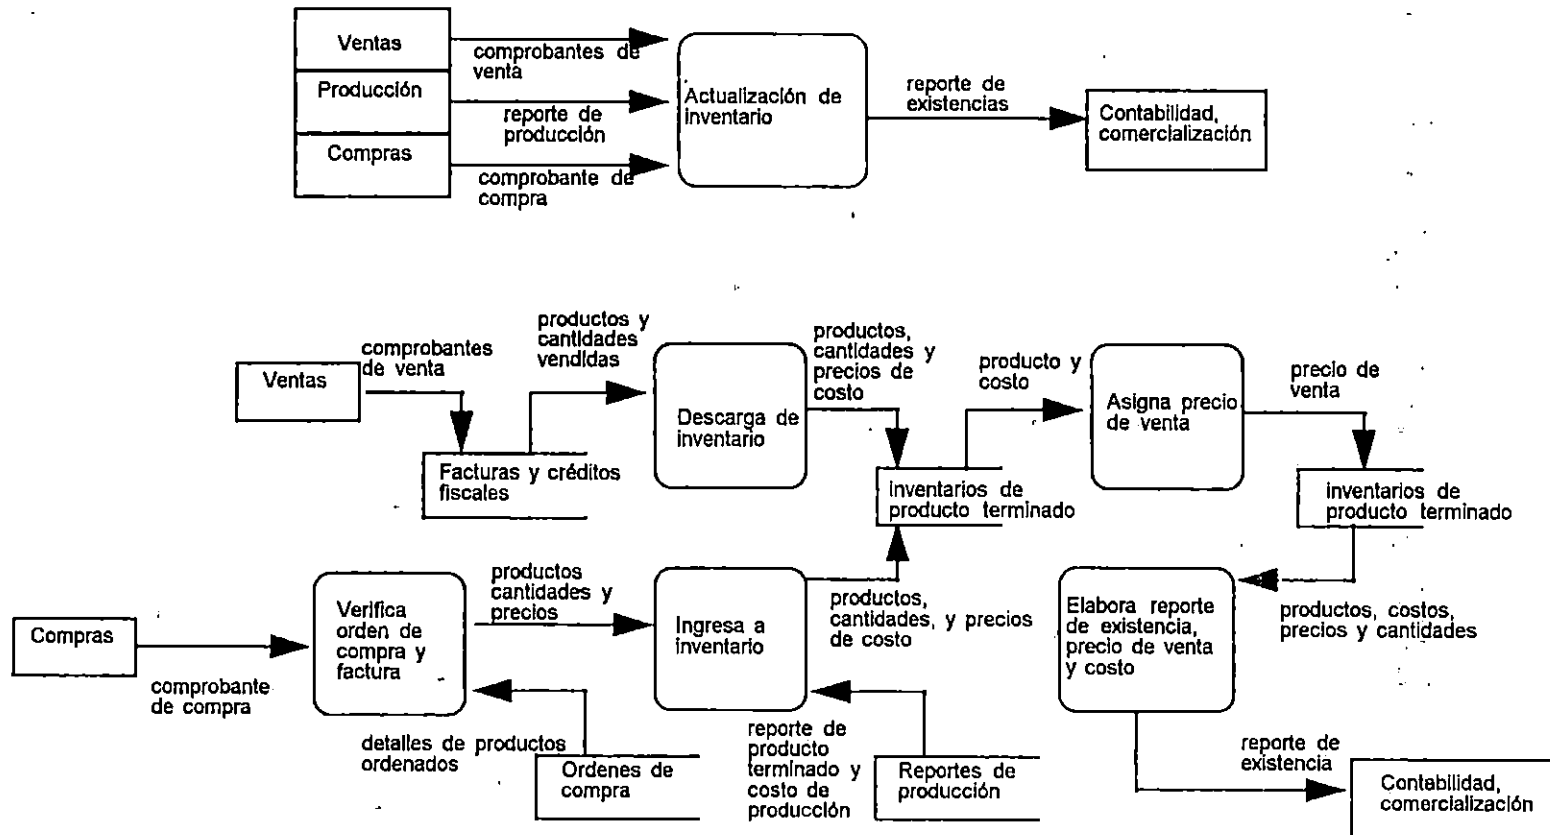 Ventas
comprobantes de
venta
Producción
reporte de
producción
Compras
comprobante de
compra
Actualización de
inventario
reporte de
existencias
Contabilidad,
comercialización
Ventas
comprobantes
de venta
productos y
cantidades
vendidas
Facturas y créditos
fiscales
Descarga de
inventario
productos,
cantidades y
precios de
costo
inventarios de
producto terminado
producto y
costo
Asigna precio
de venta
precio de
venta
inventarios de
producto terminado
Compras
comprobante
de compra
Verifica
orden de
compra y
factura
productos
cantidades y
precios
detalles de productos
ordenados
Ordenes de
compra
Ingresa a
inventario
productos,
cantidades, y precios
de costo
reporte de
producto
terminado y
costo de
producción
Reportes de
producción
Elabora reporte
de existencia,
precio de venta
y costo
productos, costos,
precios y cantidades
reporte de
existencia
Contabilidad,
comercialización